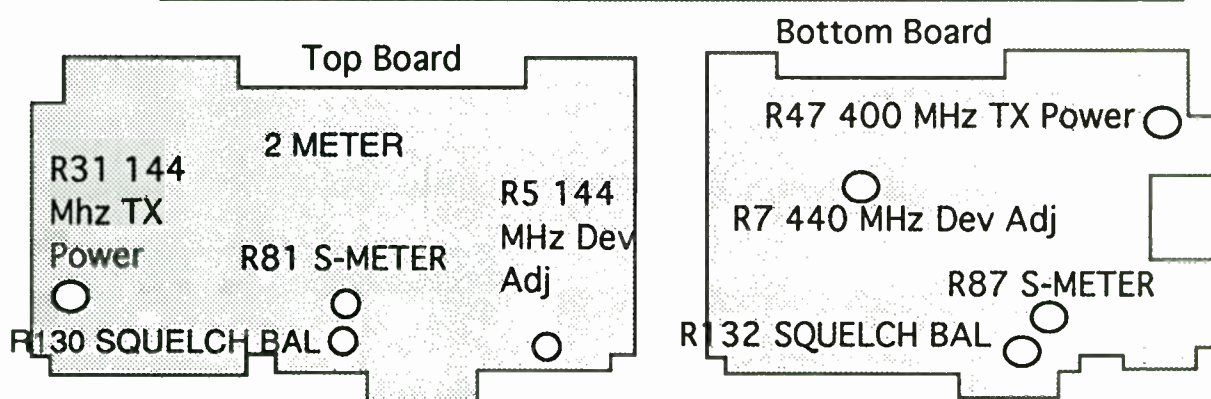 Top Board
2 METER
R31 144
Mhz TX
Power
R5 144
MHz Dev
Adj
R81 S-METER
R130 SQUELCH BAL
Bottom Board
R47 400 MHz TX Power
R7 440 MHz Dev Adj
R87 S-METER
R132 SQUELCH BAL